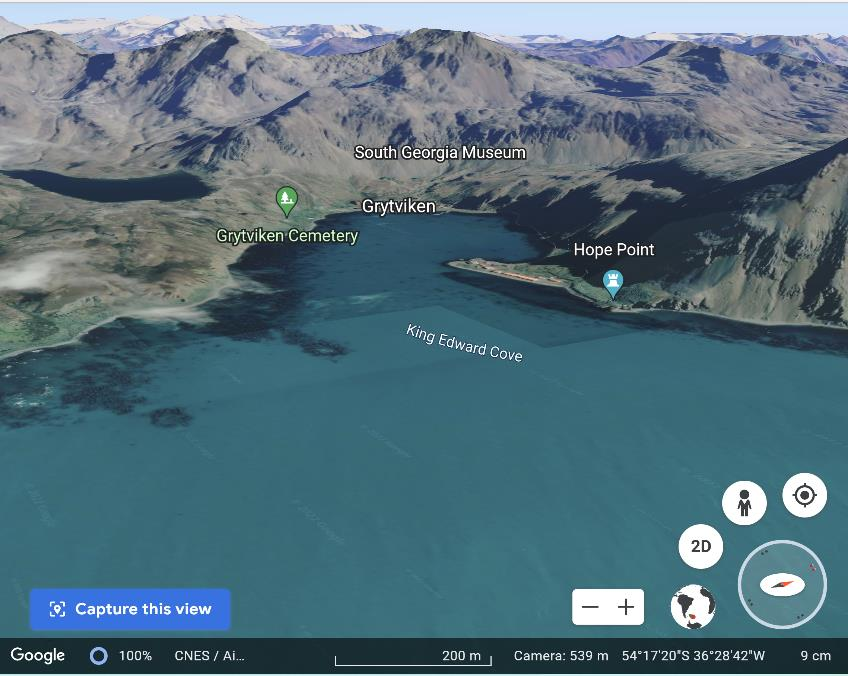 South Georgia Museum
Grytviken
Grytviken Cemetery
Hope Point
King Edward Cove
2D
Capture this view
Google 100% CNES / Ai... 200 m Camera: 539 m 54°17'20"S 36°28'42"W 9 cm